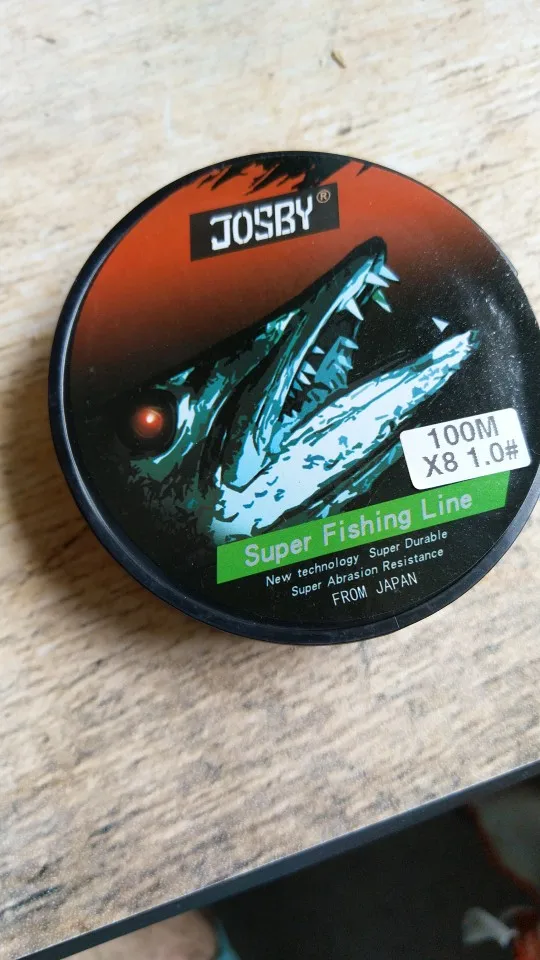 JOSBY®
100M
X8 1.0#
Super Fishing Line
New technology Super Durable
Super Abrasion Resistance
FROM JAPAN